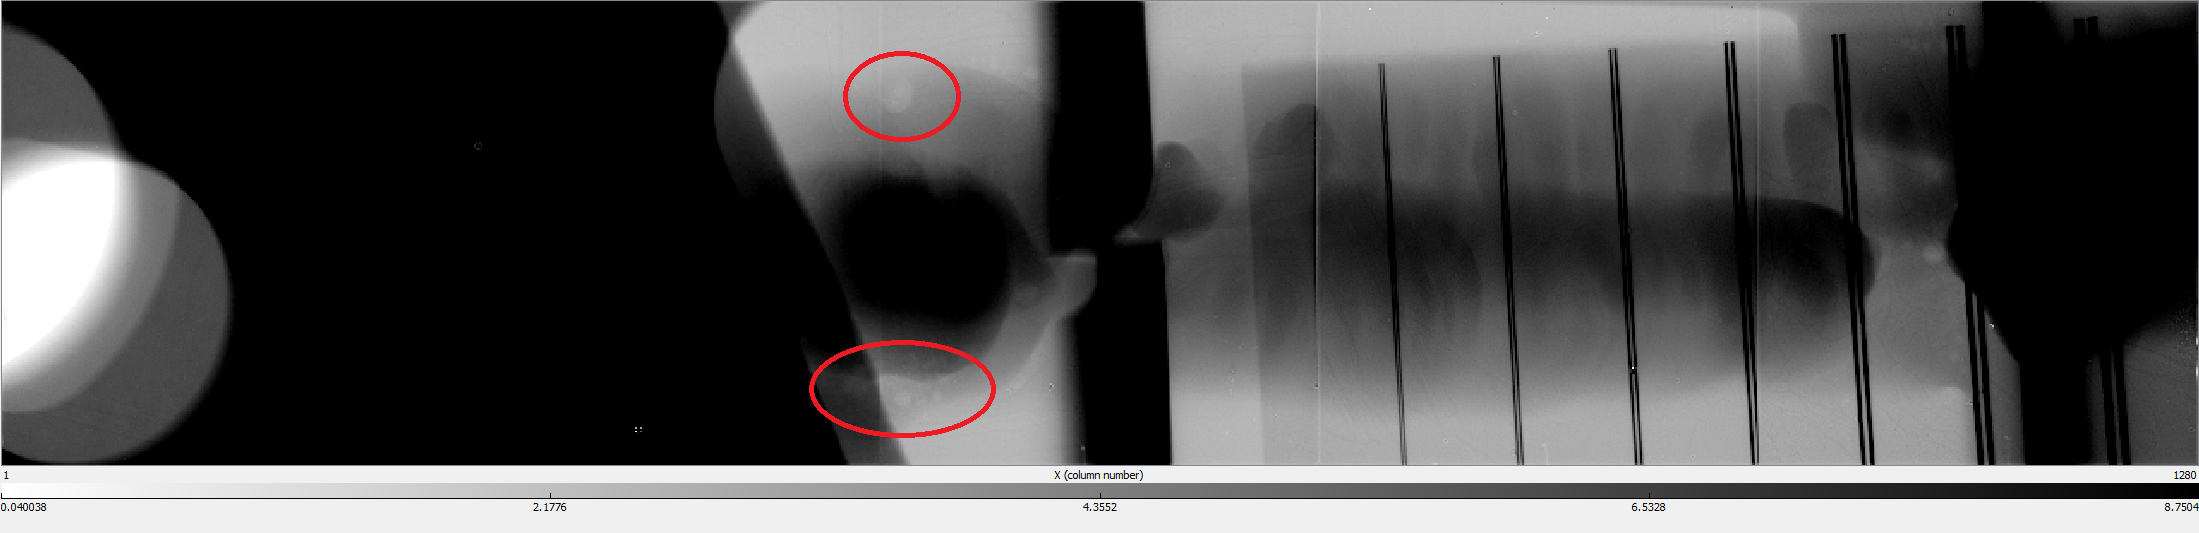 1 X (column number) 1280
0.040038 2.1776 4.3552 6.5328 8.7504